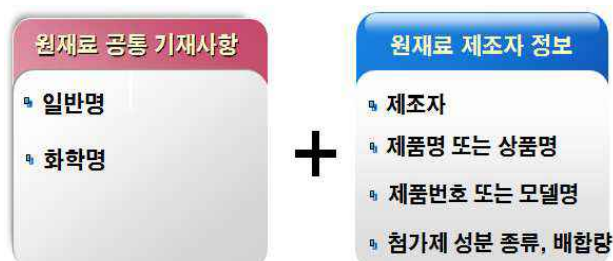 원재료 공통 기재사항
일반명
화학명
+
원재료 제조자 정보
제조자
제품명 또는 상품명
제품번호 또는 모델명
첨가제 성분 종류, 배합량